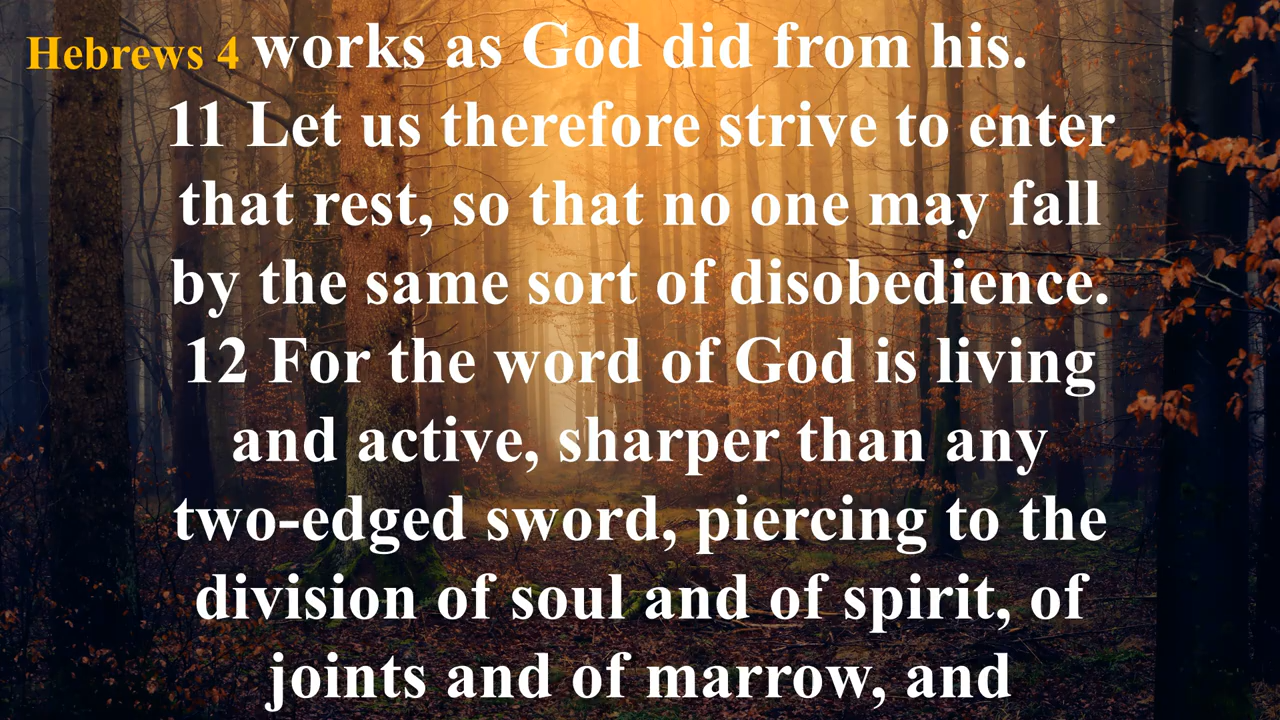 Hebrews 4 works as God did from his.
11 Let us therefore strive to enter
that rest, so that no one may fall
by the same sort of disobedience.
12 For the word of God is living
and active, sharper than any
two-edged sword, piercing to the
division of soul and of spirit, of
joints and of marrow, and